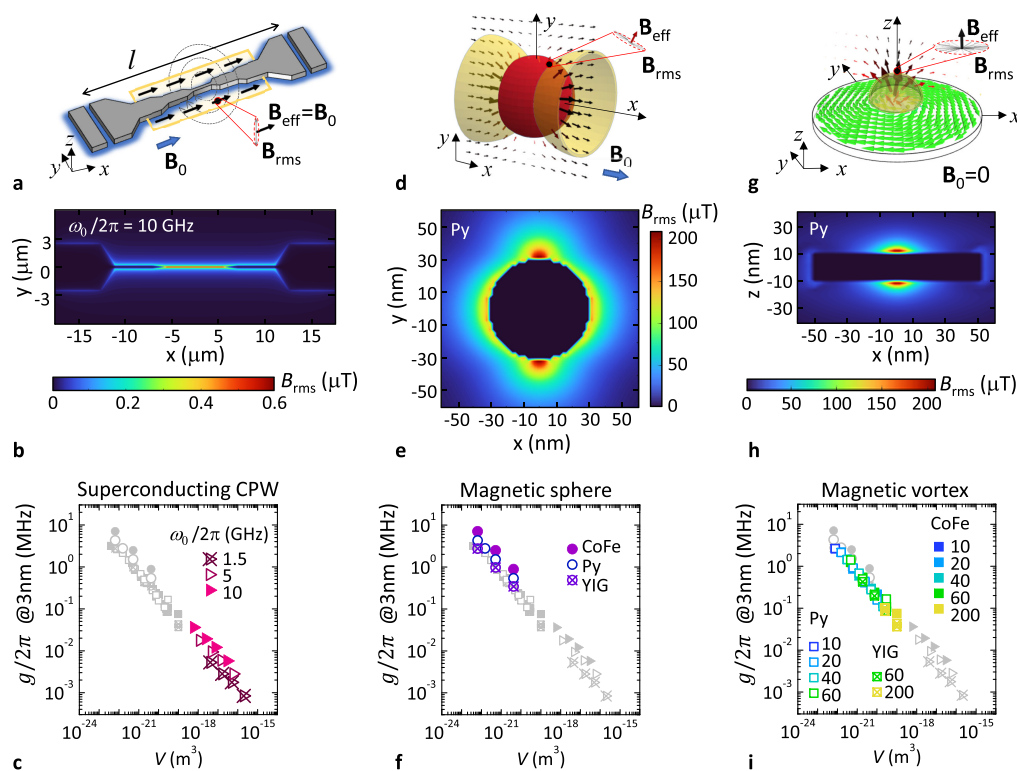 l
B_eff=B_0
B_rms
B_0
z
y
x
a
y
B_eff
B_rms
x
B_0
y
x
d
z
B_eff
B_rms
y
x
z
y
x
B_0=0
g
ω_0/2π = 10 GHz
y (μm)
3
0
-3
-15 -10 -5 0 5 10 15
x (μm)
B_rms (μT)
0 0.2 0.4 0.6
b
B_rms (μT)
Py
y (nm)
50
30
10
-10
-30
-50
-50 -30 -10 10 30 50
x (nm)
200
150
100
50
0
e
Py
z (nm)
30
10
-10
-30
-50 -30 -10 10 30 50
x (nm)
B_rms (μT)
0 50 100 150 200
h
Superconducting CPW
g/2π @3nm (MHz)
10^1
10^0
10^-1
10^-2
10^-3
ω_0/2π (GHz)
1.5
5
10
10^-24 10^-21 10^-18 10^-15
V (m^3)
c
Magnetic sphere
g/2π @3nm (MHz)
10^1
10^0
10^-1
10^-2
10^-3
CoFe
Py
YIG
10^-24 10^-21 10^-18 10^-15
V (m^3)
f
Magnetic vortex
g/2π @3nm (MHz)
10^1
10^0
10^-1
10^-2
10^-3
CoFe
10
20
40
60
200
Py
10
20
40
60
YIG
60
200
10^-24 10^-21 10^-18 10^-15
V (m^3)
i